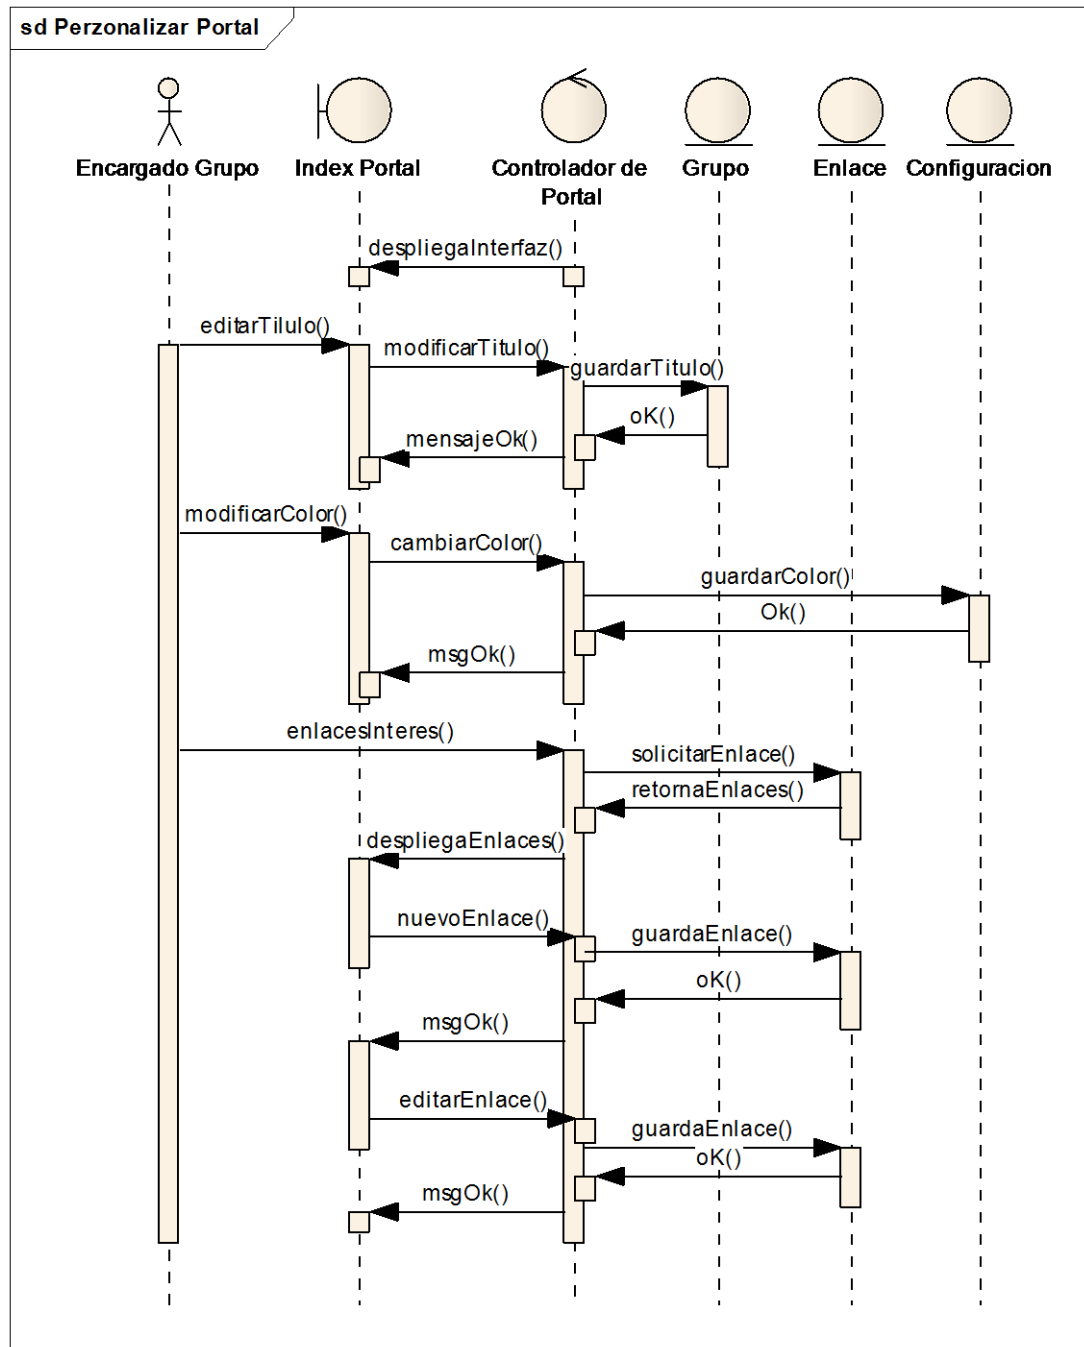 sd Perzonalizar Portal
Encargado Grupo
Index Portal
Controlador de
Portal
Grupo
Enlace
Configuracion
despliegaInterfaz()
editarTilulo()
modificarTitulo()
guardarTitulo()
oK()
mensajeOk()
modificarColor()
cambiarColor()
guardarColor()
Ok()
msgOk()
enlacesInteres()
solicitarEnlace()
retornaEnlaces()
despliegaEnlaces()
nuevoEnlace()
guardaEnlace()
oK()
msgOk()
editarEnlace()
guardaEnlace()
oK()
msgOk()